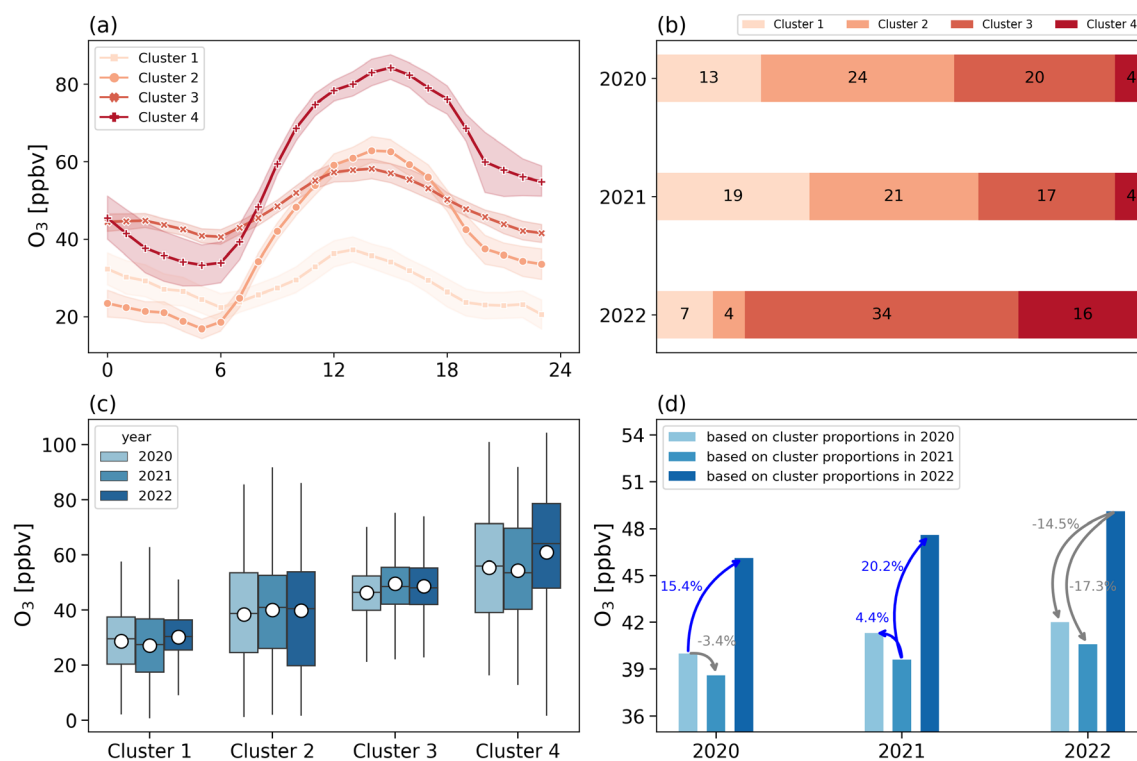 (a)
O3 [ppbv]
80
60
40
20
0
6
12
18
24
Cluster 1
Cluster 2
Cluster 3
Cluster 4
(b)
Cluster 1
Cluster 2
Cluster 3
Cluster 4
2020
13
24
20
4
2021
19
21
17
4
2022
7
4
34
16
(c)
O3 [ppbv]
100
80
60
40
20
0
year
2020
2021
2022
Cluster 1
Cluster 2
Cluster 3
Cluster 4
(d)
O3 [ppbv]
54
51
48
45
42
39
36
based on cluster proportions in 2020
based on cluster proportions in 2021
based on cluster proportions in 2022
15.4%
-3.4%
20.2%
4.4%
-14.5%
-17.3%
2020
2021
2022